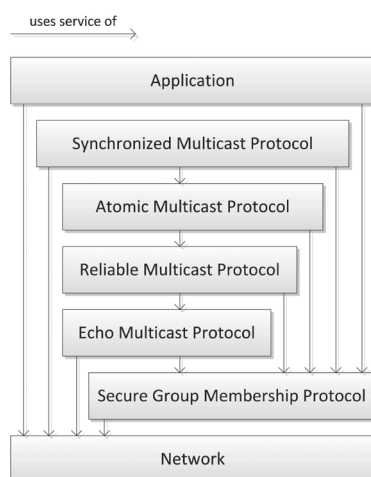 uses service of
Application
Synchronized Multicast Protocol
Atomic Multicast Protocol
Reliable Multicast Protocol
Echo Multicast Protocol
Secure Group Membership Protocol
Network